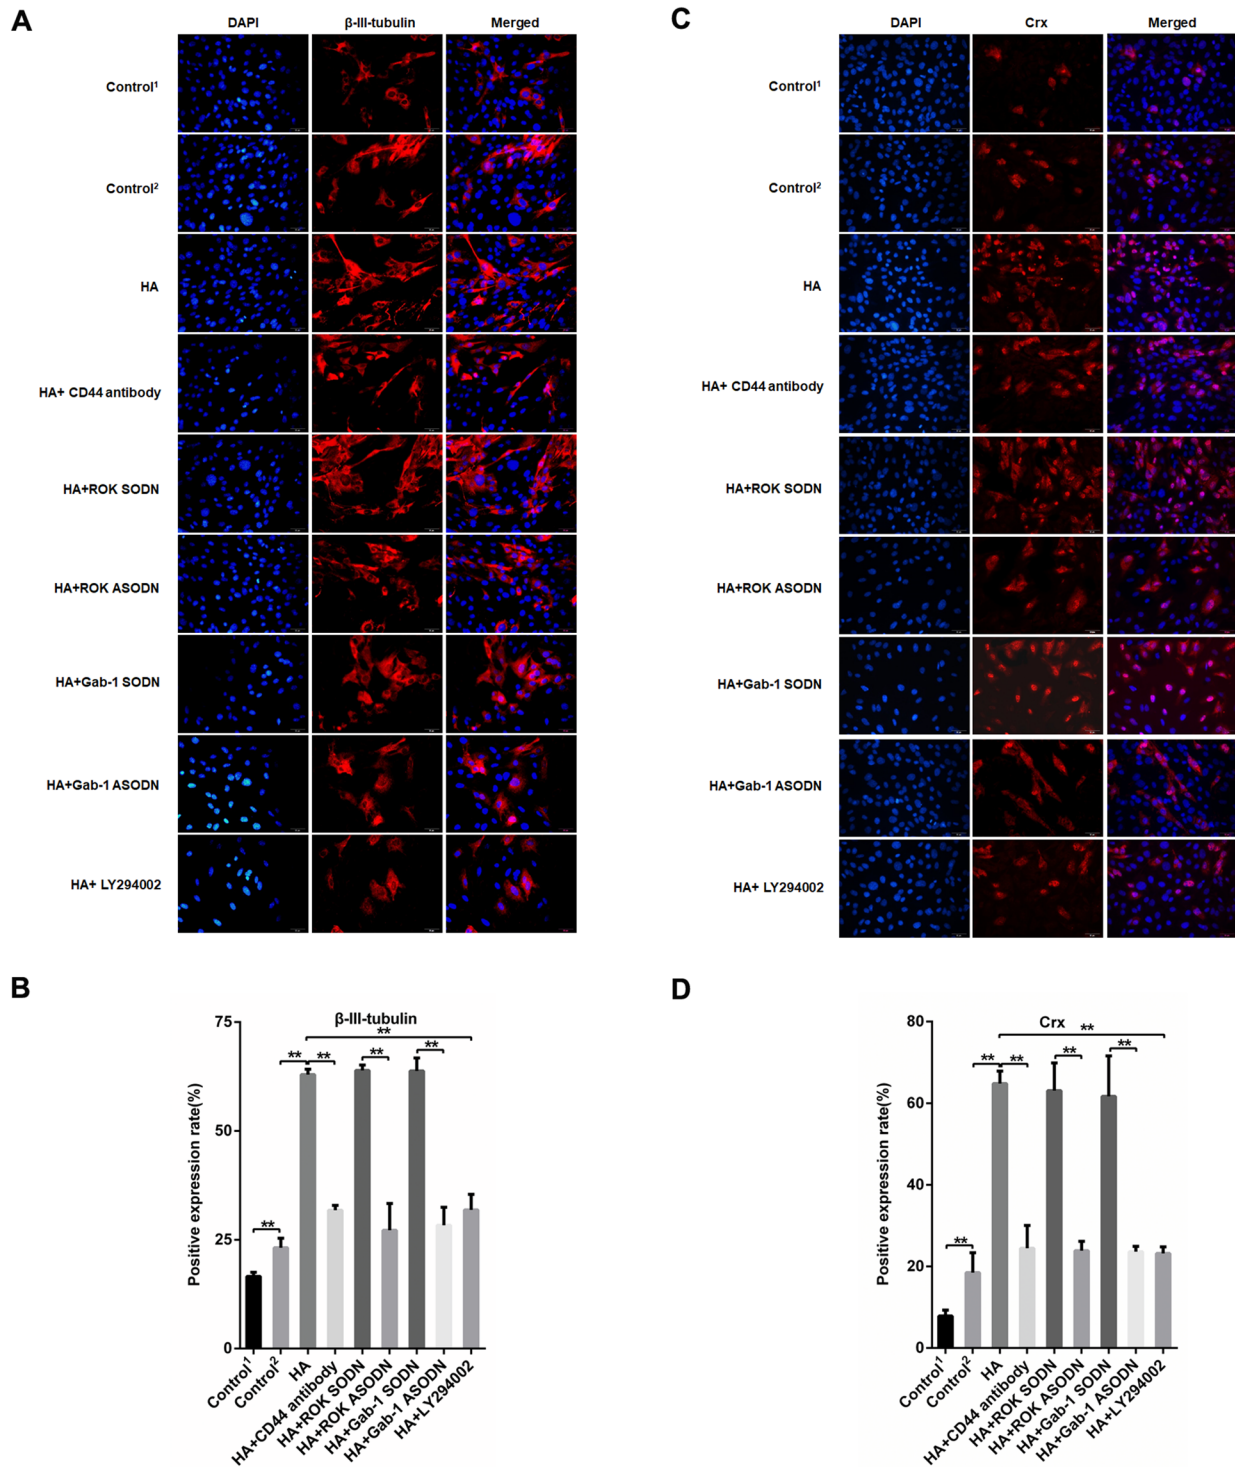 A
DAPI β-III-tubulin Merged
Control¹
Control²
HA
HA+ CD44 antibody
HA+ROK SODN
HA+ROK ASODN
HA+Gab-1 SODN
HA+Gab-1 ASODN
HA+ LY294002
C
DAPI Crx Merged
Control¹
Control²
HA
HA+ CD44 antibody
HA+ROK SODN
HA+ROK ASODN
HA+Gab-1 SODN
HA+Gab-1 ASODN
HA+ LY294002
B
β-III-tubulin
**
** ** ** **
**
Positive expression rate(%)
75
50
25
0
Control¹
Control²
HA
HA+CD44 antibody
HA+ROK SODN
HA+ROK ASODN
HA+Gab-1 SODN
HA+Gab-1 ASODN
HA+LY294002
D
Crx
**
** ** ** **
**
Positive expression rate(%)
80
60
40
20
0
Control¹
Control²
HA
HA+CD44 antibody
HA+ROK SODN
HA+ROK ASODN
HA+Gab-1 SODN
HA+Gab-1 ASODN
HA+LY294002